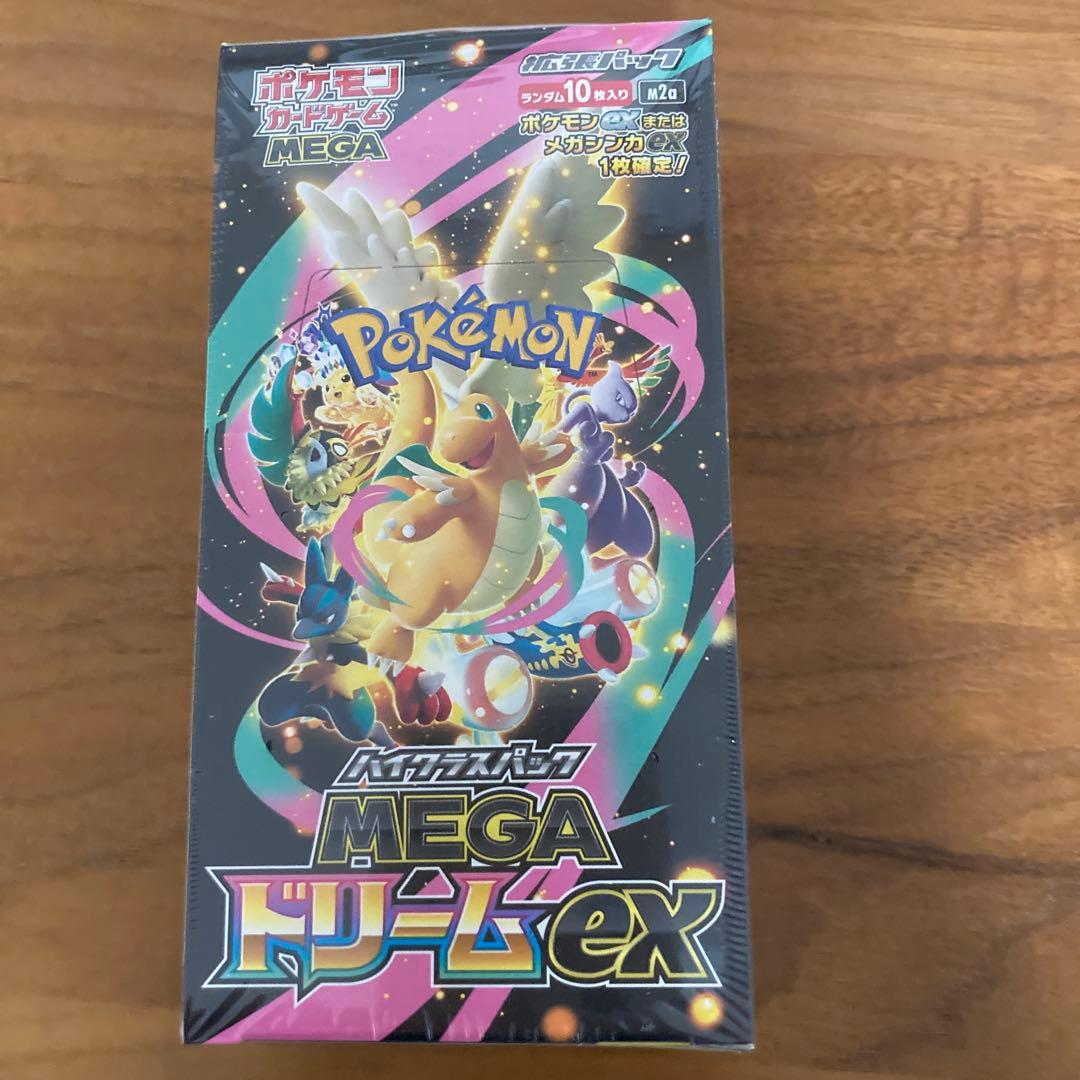 ポケモン
カードゲーム™
MEGA
拡張パック
ランダム10枚入り M2a
ポケモンexまたは
メガシンカex
1枚確定!
POKéMON™
ハイクラスパック
MEGA
ドリームex